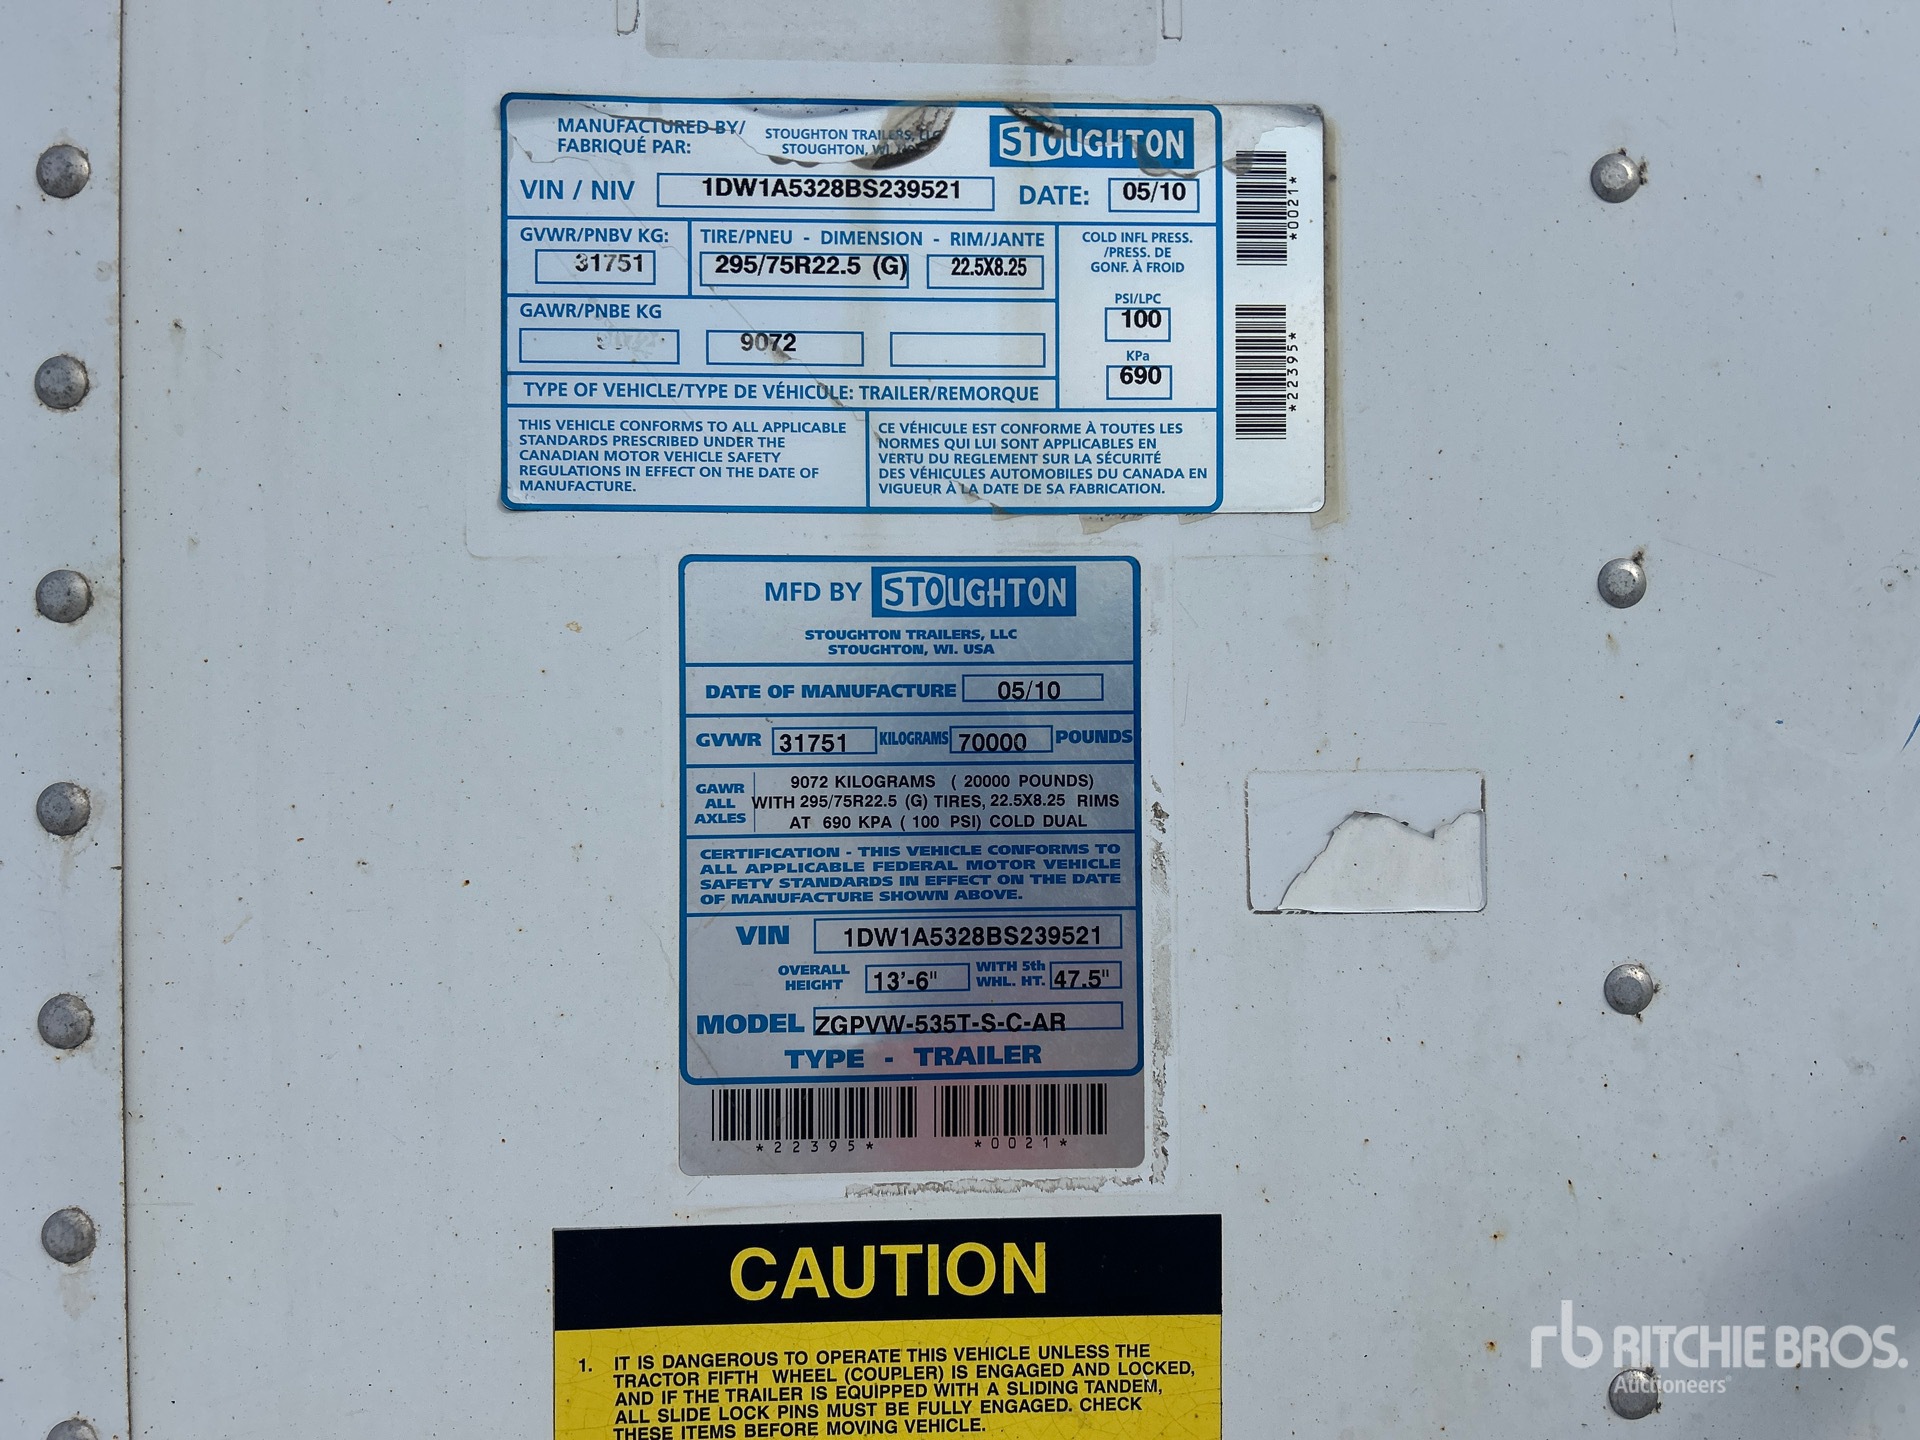 MANUFACTURED BY/
FABRIQUÉ PAR:
STOUGHTON TRAILERS, LLC
STOUGHTON, WI.
STOUGHTON
VIN / NIV 1DW1A5328BS239521 DATE: 05/10
GVWR/PNBV KG:
31751
TIRE/PNEU - DIMENSION - RIM/JANTE
295/75R22.5 (G) 22.5X8.25
COLD INFL PRESS.
/PRESS. DE
GONF. À FROID
PSI/LPC
100
KPa
690
GAWR/PNBE KG
9072
TYPE OF VEHICLE/TYPE DE VÉHICULE: TRAILER/REMORQUE
THIS VEHICLE CONFORMS TO ALL APPLICABLE
STANDARDS PRESCRIBED UNDER THE
CANADIAN MOTOR VEHICLE SAFETY
REGULATIONS IN EFFECT ON THE DATE OF
MANUFACTURE.
CE VÉHICULE EST CONFORME À TOUTES LES
NORMES QUI LUI SONT APPLICABLES EN
VERTU DU REGLEMENT SUR LA SÉCURITÉ
DES VÉHICULES AUTOMOBILES DU CANADA EN
VIGUEUR À LA DATE DE SA FABRICATION.
*0021*
*22395*
MFD BY STOUGHTON
STOUGHTON TRAILERS, LLC
STOUGHTON, WI. USA
DATE OF MANUFACTURE 05/10
GVWR 31751 KILOGRAMS 70000 POUNDS
GAWR
ALL
AXLES
9072 KILOGRAMS ( 20000 POUNDS)
WITH 295/75R22.5 (G) TIRES, 22.5X8.25 RIMS
AT 690 KPA ( 100 PSI) COLD DUAL
CERTIFICATION - THIS VEHICLE CONFORMS TO
ALL APPLICABLE FEDERAL MOTOR VEHICLE
SAFETY STANDARDS IN EFFECT ON THE DATE
OF MANUFACTURE SHOWN ABOVE.
VIN 1DW1A5328BS239521
OVERALL
HEIGHT 13'-6"
WITH 5th
WHL. HT. 47.5"
MODEL ZGPVW-535T-S-C-AR
TYPE - TRAILER
*22395* *0021*
CAUTION
1. IT IS DANGEROUS TO OPERATE THIS VEHICLE UNLESS THE
TRACTOR FIFTH WHEEL (COUPLER) IS ENGAGED AND LOCKED,
AND IF THE TRAILER IS EQUIPPED WITH A SLIDING TANDEM,
ALL SLIDE LOCK PINS MUST BE FULLY ENGAGED. CHECK
THESE ITEMS BEFORE MOVING VEHICLE.
rb RITCHIE BROS.
Auctioneers